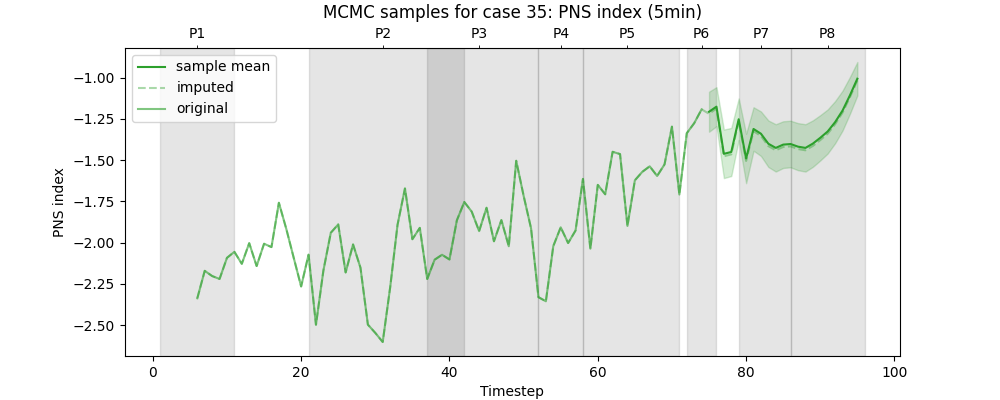 MCMC samples for case 35: PNS index (5min)
P1 P2 P3 P4 P5 P6 P7 P8
sample mean
imputed
original
−1.00
−1.25
−1.50
−1.75
−2.00
−2.25
−2.50
PNS index
0 20 40 60 80 100
Timestep